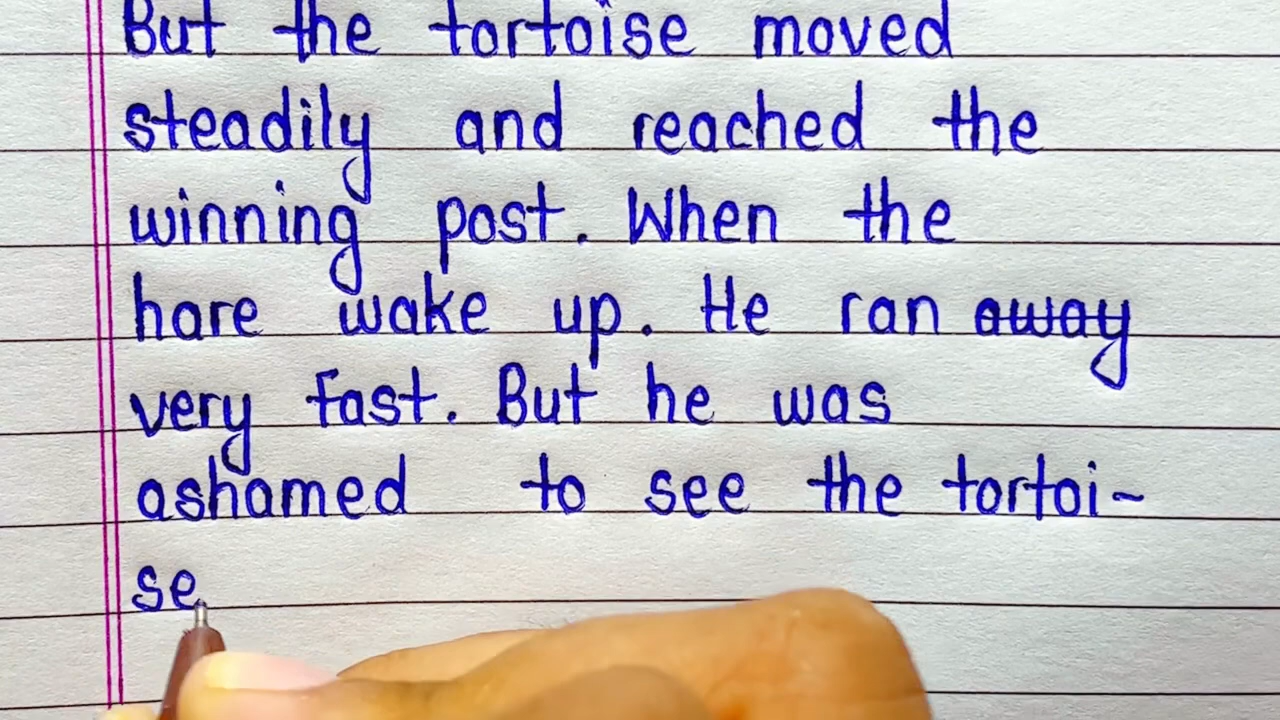 But the tortoise moved
steadily and reached the
winning post. When the
hare wake up. He ran away
very fast. But he was
ashamed to see the tortoi~
se